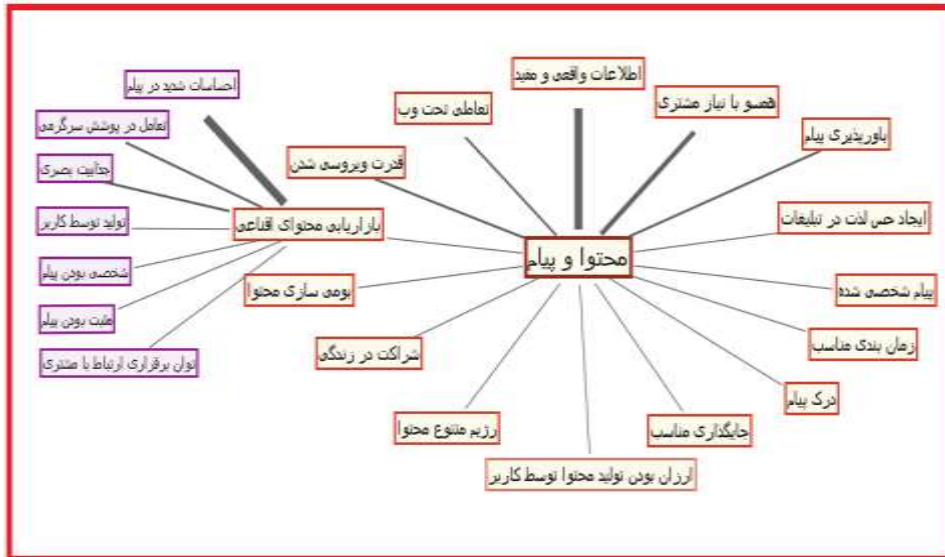 اطلاعات واقعی و مفید
احساسات شدید در پیام
همسو با نیاز مشتری
تعاملی تحت وب
تعامل در پوشش سرگرمی
باورپذیری پیام
قدرت ویروسی شدن
جذابیت بصری
ایجاد حس لذت در تبلیغات
بازاریابی محتوای اقناعی
تولید توسط کاربر
محتوا و پیام
شخصی بودن پیام
پیام شخصی شده
بومی سازی محتوا
مثبت بودن پیام
زمان بندی مناسب
شراکت در زندگی
توان برقراری ارتباط با مشتری
درک پیام
رژیم متنوع محتوا
جایگذاری مناسب
ارزان بودن تولید محتوا توسط کاربر